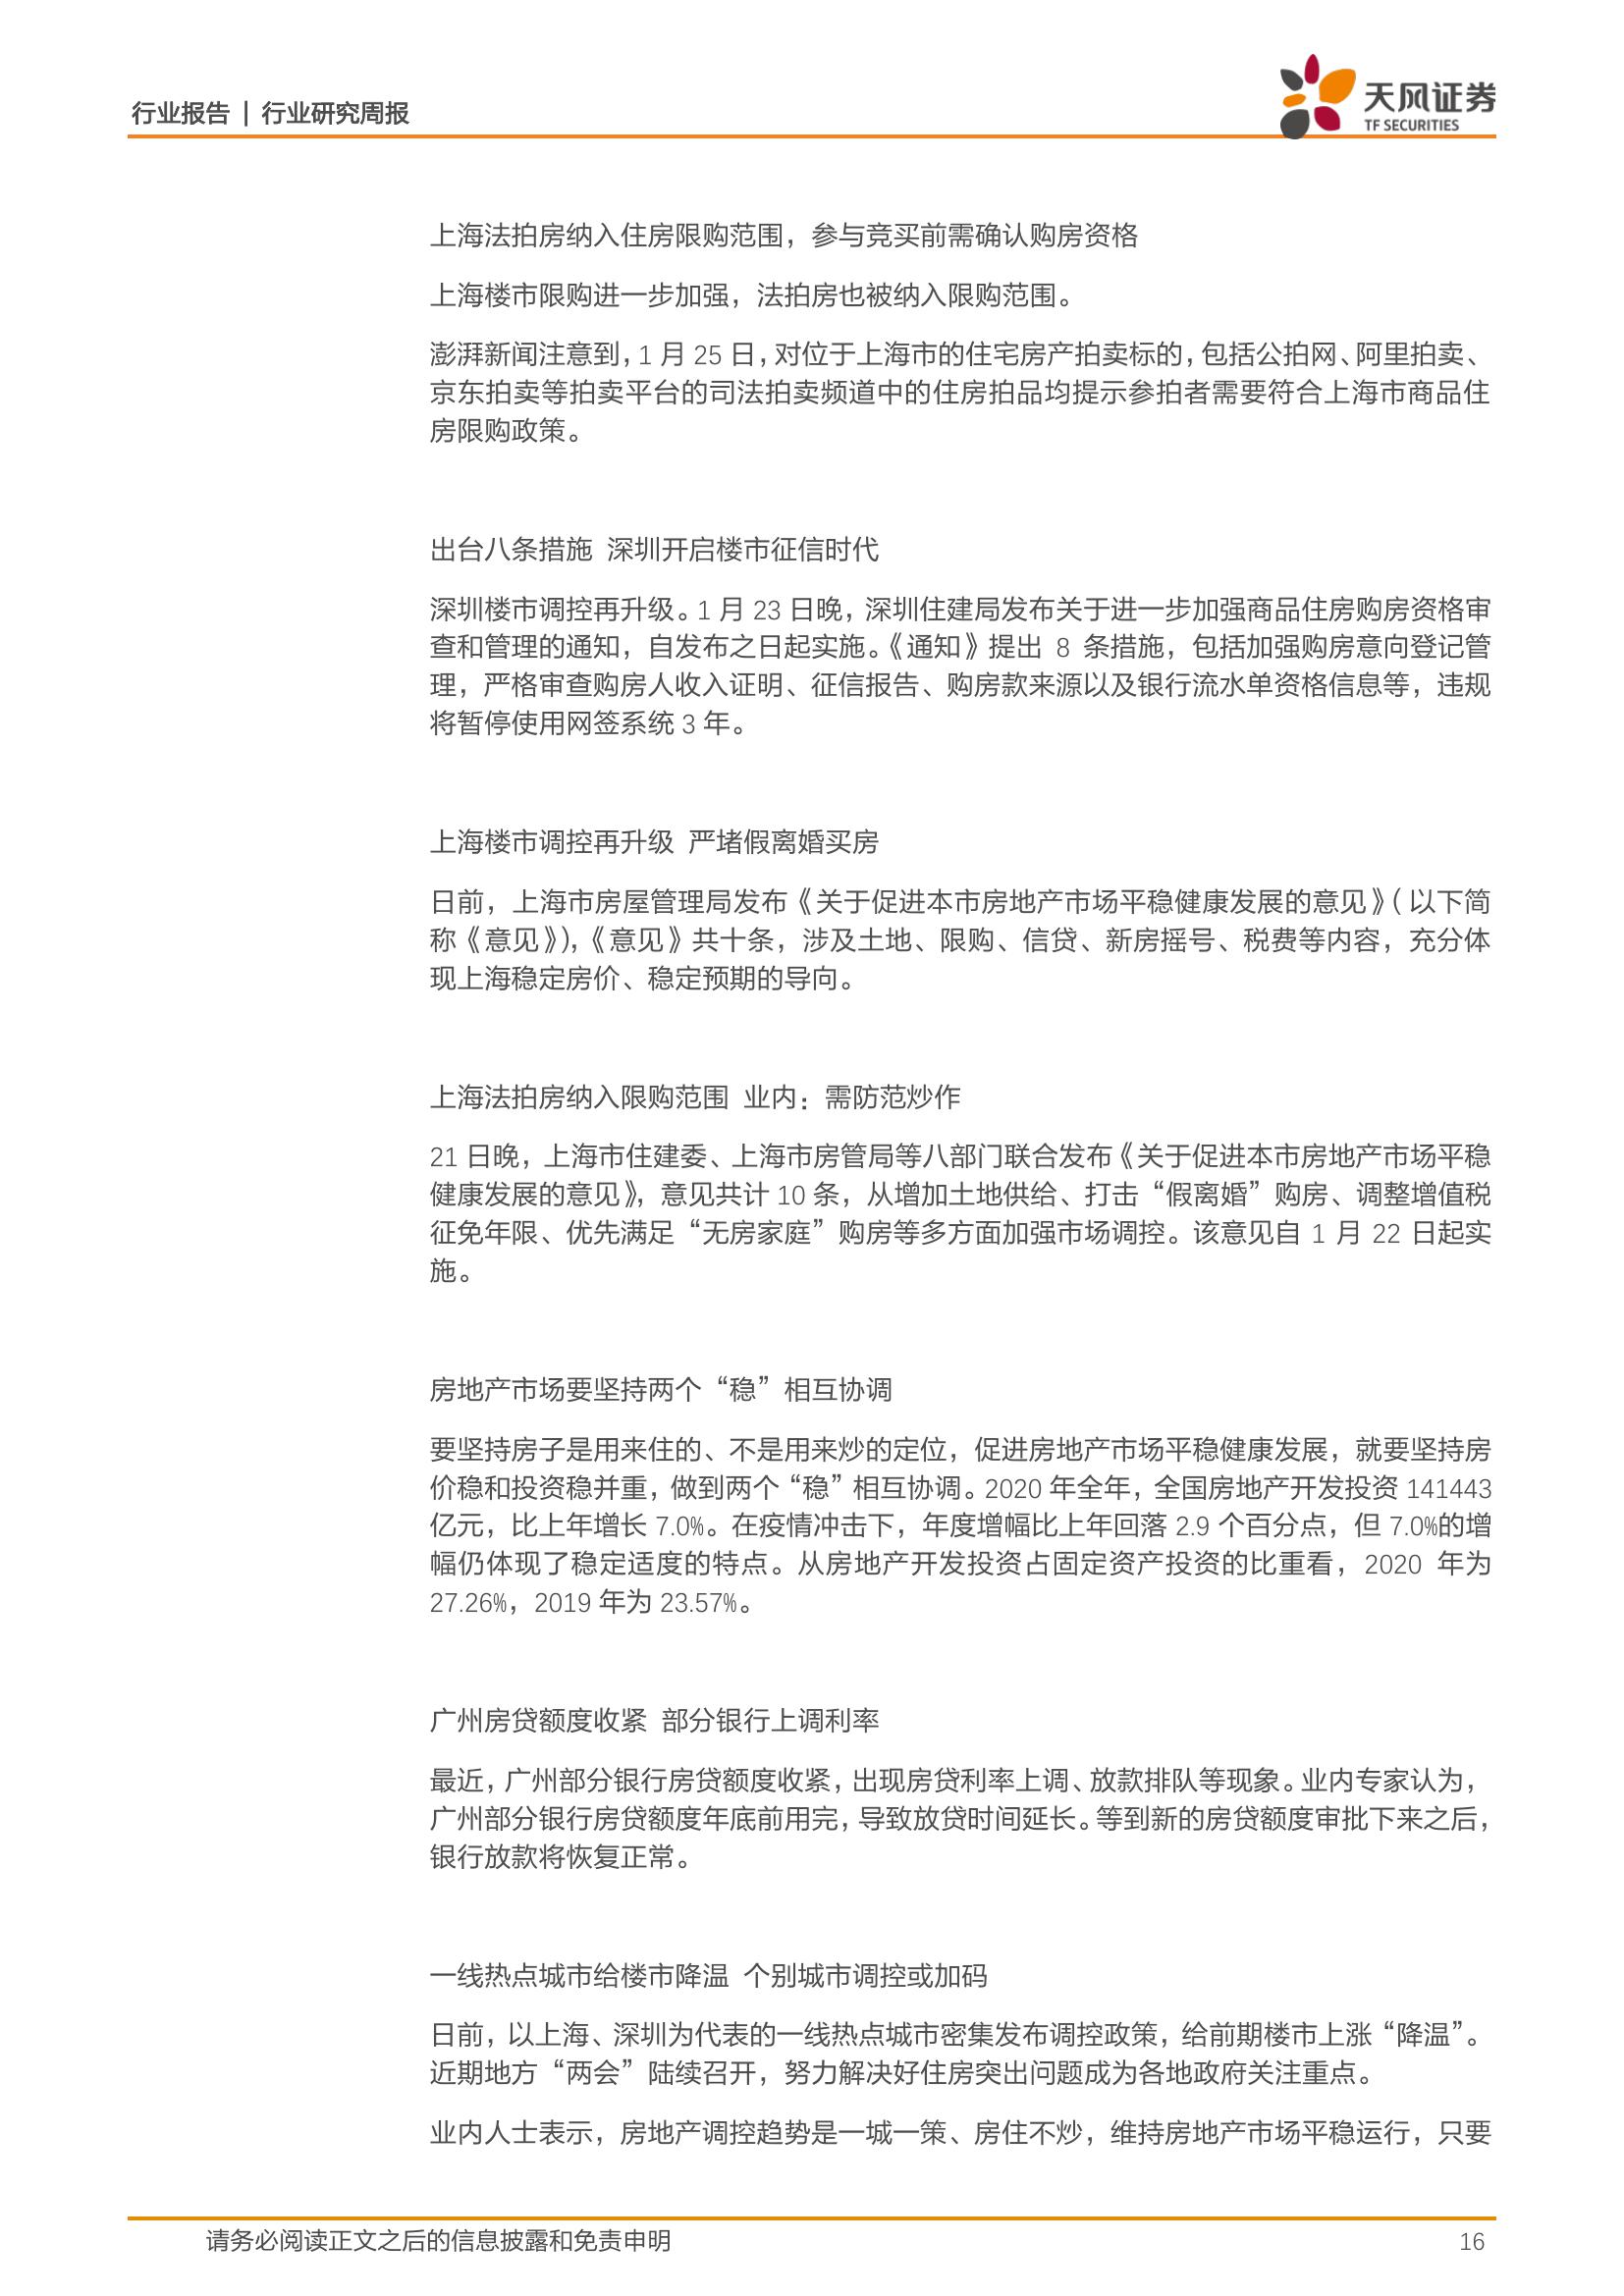 行业报告 | 行业研究周报
天风证券
TF SECURITIES
上海法拍房纳入住房限购范围，参与竞买前需确认购房资格
上海楼市限购进一步加强，法拍房也被纳入限购范围。
澎湃新闻注意到，1 月 25 日，对位于上海市的住宅房产拍卖标的，包括公拍网、阿里拍卖、
京东拍卖等拍卖平台的司法拍卖频道中的住房拍品均提示参拍者需要符合上海市商品住
房限购政策。
出台八条措施 深圳开启楼市征信时代
深圳楼市调控再升级。1 月 23 日晚，深圳住建局发布关于进一步加强商品住房购房资格审
查和管理的通知，自发布之日起实施。《通知》提出 8 条措施，包括加强购房意向登记管
理，严格审查购房人收入证明、征信报告、购房款来源以及银行流水单资格信息等，违规
将暂停使用网签系统 3 年。
上海楼市调控再升级 严堵假离婚买房
日前，上海市房屋管理局发布《关于促进本市房地产市场平稳健康发展的意见》（以下简
称《意见》），《意见》共十条，涉及土地、限购、信贷、新房摇号、税费等内容，充分体
现上海稳定房价、稳定预期的导向。
上海法拍房纳入限购范围 业内：需防范炒作
21 日晚，上海市住建委、上海市房管局等八部门联合发布《关于促进本市房地产市场平稳
健康发展的意见》，意见共计 10 条，从增加土地供给、打击“假离婚”购房、调整增值税
征免年限、优先满足“无房家庭”购房等多方面加强市场调控。该意见自 1 月 22 日起实
施。
房地产市场要坚持两个“稳”相互协调
要坚持房子是用来住的、不是用来炒的定位，促进房地产市场平稳健康发展，就要坚持房
价稳和投资稳并重，做到两个“稳”相互协调。2020 年全年，全国房地产开发投资 141443
亿元，比上年增长 7.0%。在疫情冲击下，年度增幅比上年回落 2.9 个百分点，但 7.0%的增
幅仍体现了稳定适度的特点。从房地产开发投资占固定资产投资的比重看，2020 年为
27.26%，2019 年为 23.57%。
广州房贷额度收紧 部分银行上调利率
最近，广州部分银行房贷额度收紧，出现房贷利率上调、放款排队等现象。业内专家认为，
广州部分银行房贷额度年底前用完，导致放贷时间延长。等到新的房贷额度审批下来之后，
银行放款将恢复正常。
一线热点城市给楼市降温 个别城市调控或加码
日前，以上海、深圳为代表的一线热点城市密集发布调控政策，给前期楼市上涨“降温”。
近期地方“两会”陆续召开，努力解决好住房突出问题成为各地政府关注重点。
业内人士表示，房地产调控趋势是一城一策、房住不炒，维持房地产市场平稳运行，只要
请务必阅读正文之后的信息披露和免责申明
16